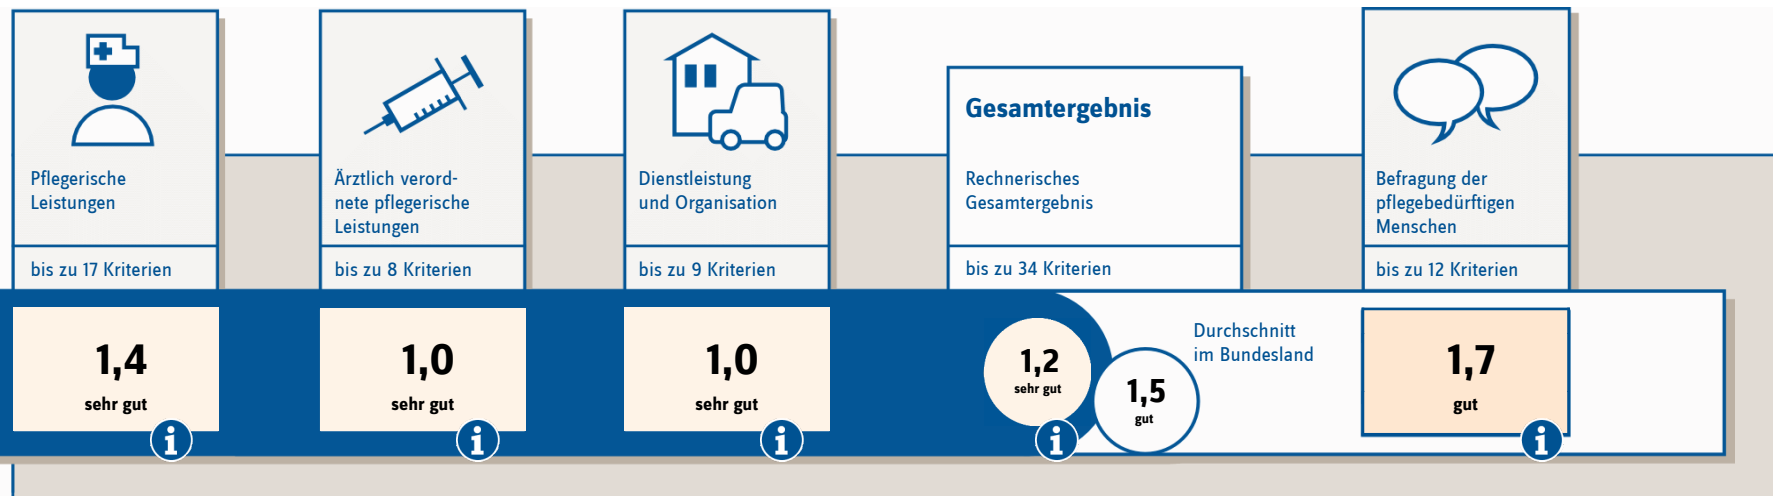 Pflegerische
Leistungen
bis zu 17 Kriterien
1,4
sehr gut
i
Ärztlich verord-
nete pflegerische
Leistungen
bis zu 8 Kriterien
1,0
sehr gut
i
Dienstleistung
und Organisation
bis zu 9 Kriterien
1,0
sehr gut
i
Gesamtergebnis
Rechnerisches
Gesamtergebnis
bis zu 34 Kriterien
1,2
sehr gut
i
1,5
gut
Durchschnitt
im Bundesland
Befragung der
pflegebedürftigen
Menschen
bis zu 12 Kriterien
1,7
gut
i